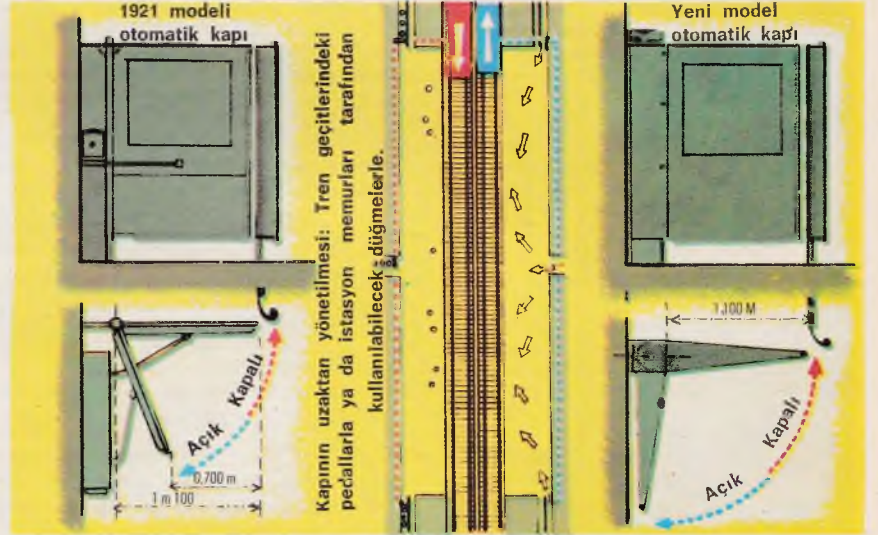 1921 modeli
otomatik kapı
Açık
Kapalı
0,700 m
1 m 100
Kapının uzaktan yönetilmesi: Tren geçitlerindeki
pedallarla ya da istasyon memurları tarafından
kullanılabilecek düğmelerle.
Yeni model
otomatik kapı
1,100 M
Açık
Kapalı